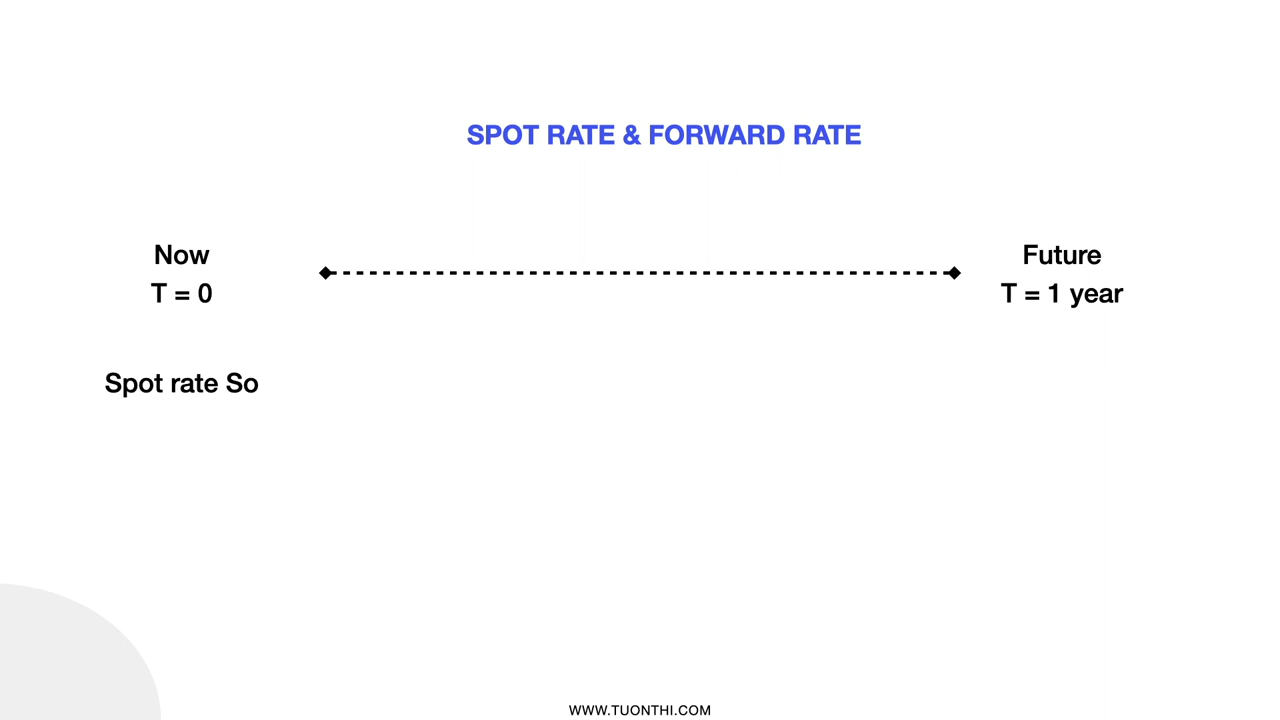 SPOT RATE & FORWARD RATE
Now
T = 0
Future
T = 1 year
Spot rate So
WWW.TUONTHI.COM